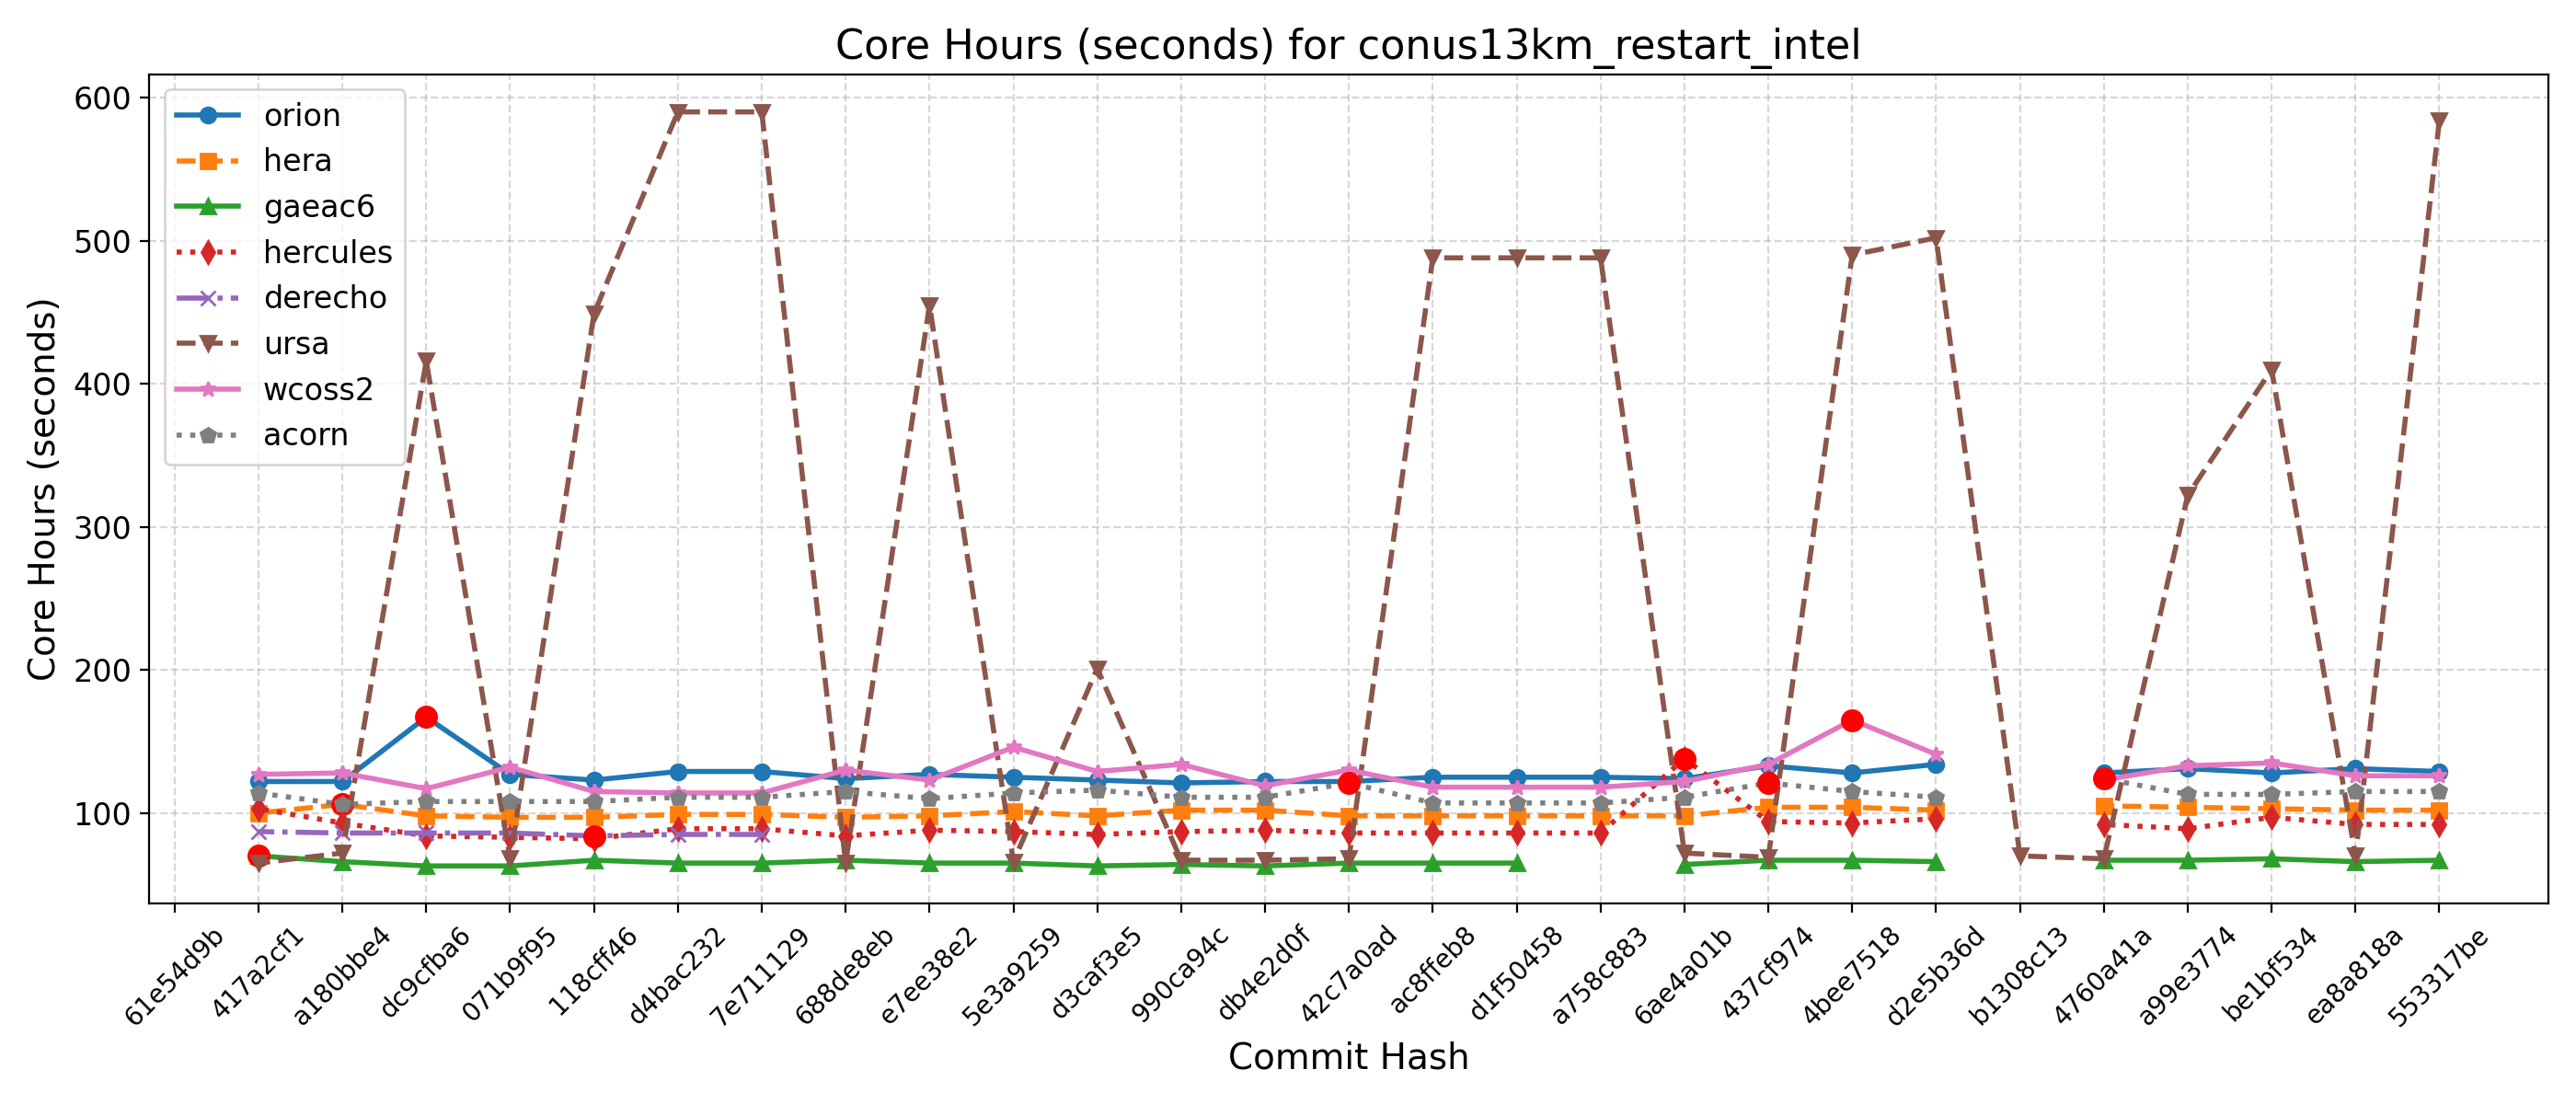 Core Hours (seconds) for conus13km_restart_intel
Core Hours (seconds)
600
500
400
300
200
100
orion
hera
gaeac6
hercules
derecho
ursa
wcoss2
acorn
61e54d9b
417a2cf1
a180bbe4
dc9cfba6
071b9f95
118cff46
d4bac232
7e711129
688de8eb
e7ee38e2
5e3a9259
d3caf3e5
990ca94c
db4e2d0f
42c7a0ad
ac8ffeb8
d1f50458
a758c883
6ae4a01b
437cf974
4bee7518
d2e5b36d
b1308c13
4760a41a
a99e3774
be1bf534
ea8a818a
553317be
Commit Hash